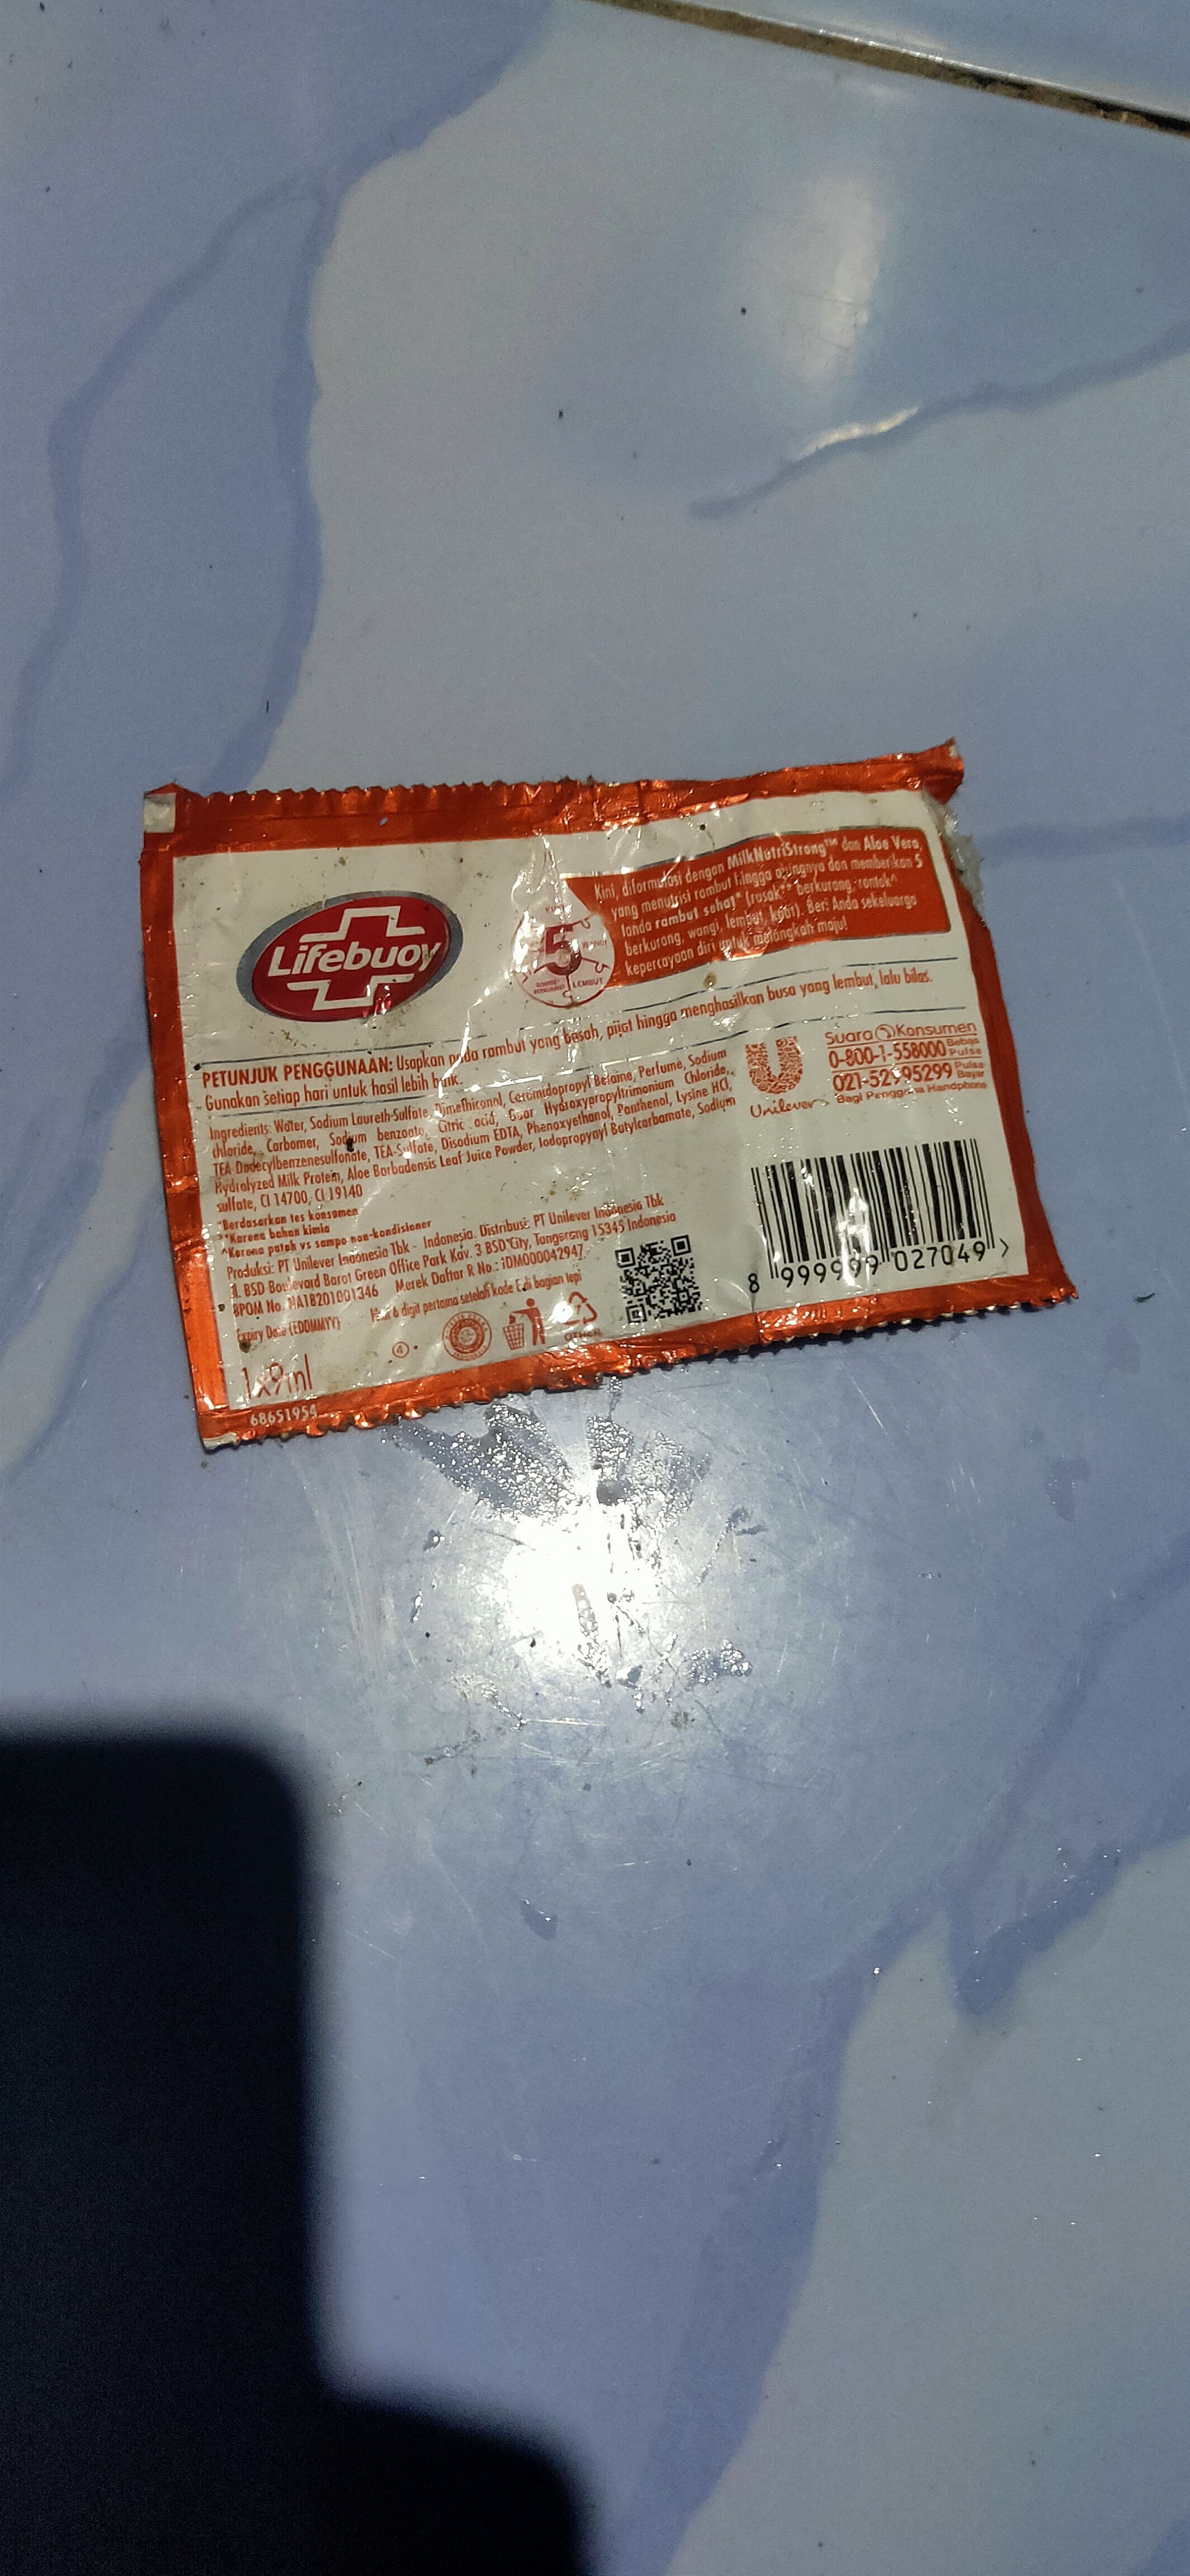 Lifebuoy
Kini, diformulasi dengan MilkNutriStrong™ dan Aloe Vera,
yang menutrisi rambut hingga ujungnya dan memberikan 5
tanda rambut sehat* (rusak** berkurang, rontok^
berkurang, wangi, lembut, kuat). Beri Anda sekeluarga
kepercayaan diri untuk melangkah maju!
5
LEMBUT
PETUNJUK PENGGUNAAN: Usapkan pada rambut yang basah, pijat hingga menghasilkan busa yang lembut, lalu bilas.
Gunakan setiap hari untuk hasil lebih baik.
Ingredients: Water, Sodium Laureth Sulfate, Dimethiconol, Cocamidopropyl Betaine, Perfume, Sodium
chloride, Carbomer, Sodium benzoate, Citric acid, Guar Hydroxypropyltrimonium Chloride,
TEA-Dodecylbenzenesulfonate, TEA-Sulfate, Disodium EDTA, Phenoxyethanol, Panthenol, Lysine HCl,
Hydrolyzed Milk Protein, Aloe Barbadensis Leaf Juice Powder, Iodopropynyl Butylcarbamate, Sodium
sulfate, CI 14700, CI 19140
*Berdasarkan tes konsumen
**Karena bahan kimia
^Karena patah vs sampo non-kondisioner
Produksi: PT Unilever Indonesia Tbk - Indonesia. Distribusi: PT Unilever Indonesia Tbk
Jl. BSD Boulevard Barat Green Office Park Kav. 3 BSD City, Tangerang 15345 Indonesia
BPOM No. NA18201001346 Merek Daftar R No.: IDM000042947
Expiry Date (EDDMMYY) 6 digit pertama setelah kode E di bagian tepi
1x9ml
4
OTHER
68651954
Unilever
Suara Konsumen
0-800-1-558000 Bebas Pulsa
021-52995299 Pulsa Bayar
Bagi Pengguna Handphone
8 999999 027049 >